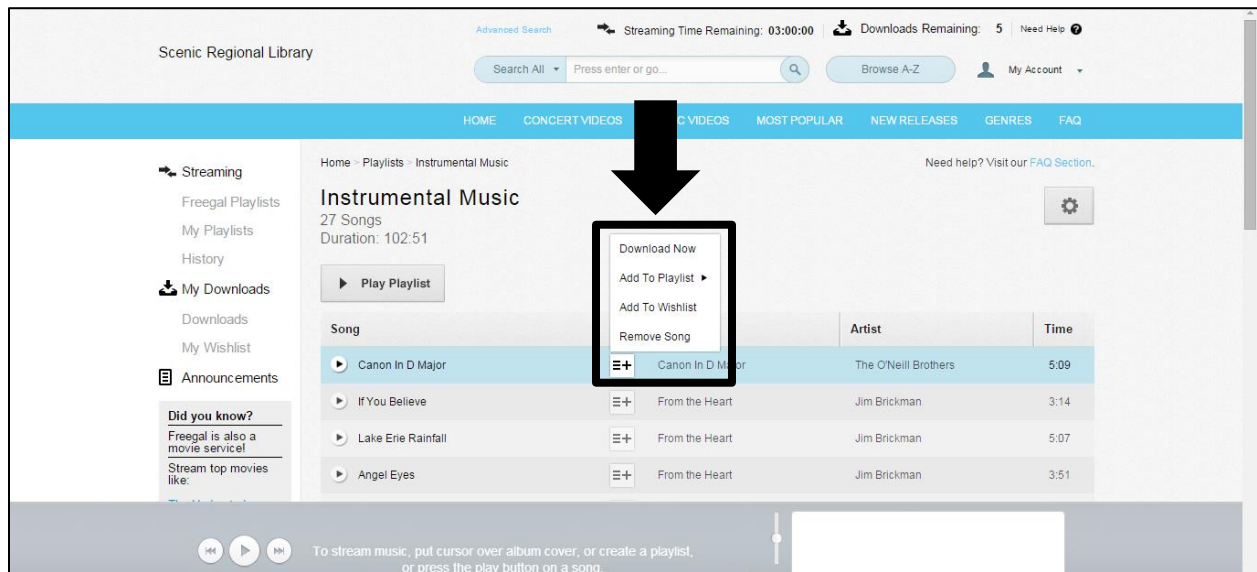 Advanced Search
Streaming Time Remaining: 03:00:00
Downloads Remaining: 5
Need Help
Scenic Regional Library
Search All
Press enter or go...
Browse A-Z
My Account
HOME CONCERT VIDEOS C VIDEOS MOST POPULAR NEW RELEASES GENRES FAQ
Streaming
Freegal Playlists
My Playlists
History
My Downloads
Downloads
My Wishlist
Announcements
Did you know?
Freegal is also a
movie service!
Stream top movies
like:
Home > Playlists > Instrumental Music
Need help? Visit our FAQ Section.
Instrumental Music
27 Songs
Duration: 102:51
Play Playlist
Download Now
Add To Playlist
Add To Wishlist
Remove Song
Song Artist Time
Canon In D Major Canon In D Major The O'Neill Brothers 5:09
If You Believe From the Heart Jim Brickman 3:14
Lake Erie Rainfall From the Heart Jim Brickman 5:07
Angel Eyes From the Heart Jim Brickman 3:51
To stream music, put cursor over album cover, or create a playlist,
or press the play button on a song.